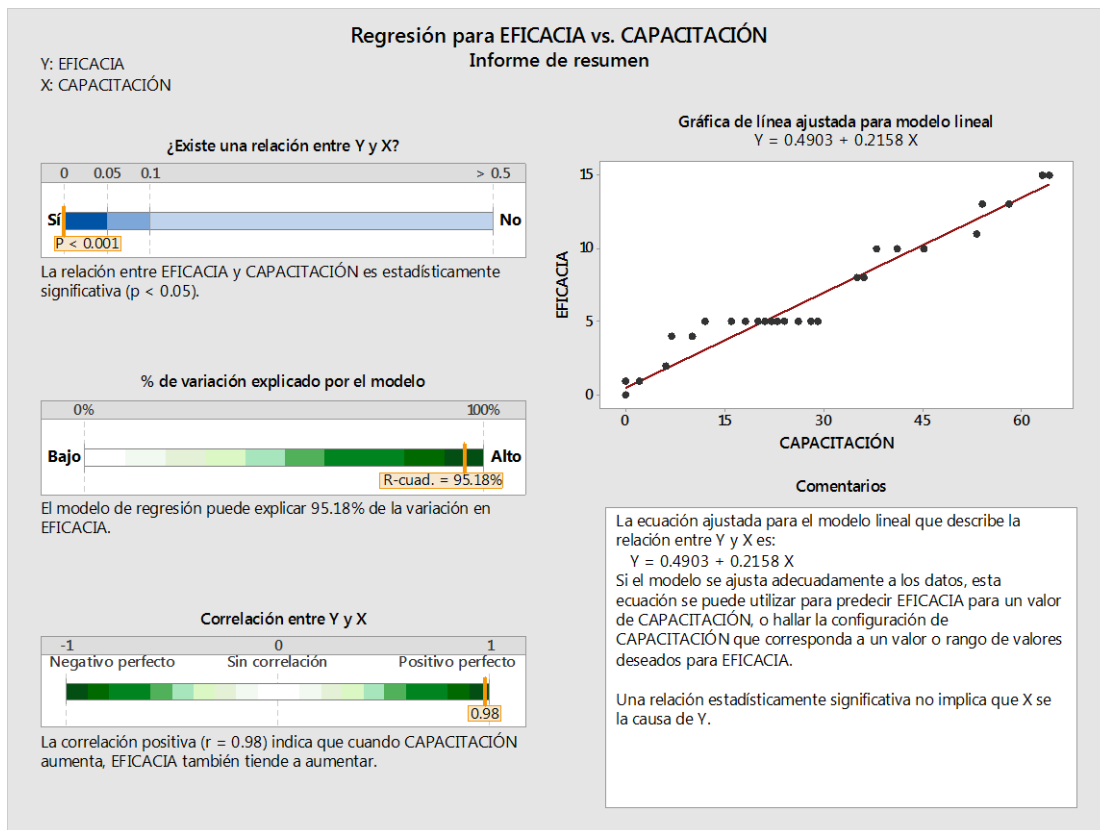 Regresión para EFICACIA vs. CAPACITACIÓN
Informe de resumen
Y: EFICACIA
X: CAPACITACIÓN
¿Existe una relación entre Y y X?
0 0.05 0.1 > 0.5
Sí No
P < 0.001
La relación entre EFICACIA y CAPACITACIÓN es estadísticamente
significativa (p < 0.05).
% de variación explicado por el modelo
0% 100%
Bajo Alto
R-cuad. = 95.18%
El modelo de regresión puede explicar 95.18% de la variación en
EFICACIA.
Correlación entre Y y X
-1 0 1
Negativo perfecto Sin correlación Positivo perfecto
0.98
La correlación positiva (r = 0.98) indica que cuando CAPACITACIÓN
aumenta, EFICACIA también tiende a aumentar.
Gráfica de línea ajustada para modelo lineal
Y = 0.4903 + 0.2158 X
15
10
5
0
EFICACIA
0 15 30 45 60
CAPACITACIÓN
Comentarios
La ecuación ajustada para el modelo lineal que describe la
relación entre Y y X es:
Y = 0.4903 + 0.2158 X
Si el modelo se ajusta adecuadamente a los datos, esta
ecuación se puede utilizar para predecir EFICACIA para un valor
de CAPACITACIÓN, o hallar la configuración de
CAPACITACIÓN que corresponda a un valor o rango de valores
deseados para EFICACIA.
Una relación estadísticamente significativa no implica que X se
la causa de Y.